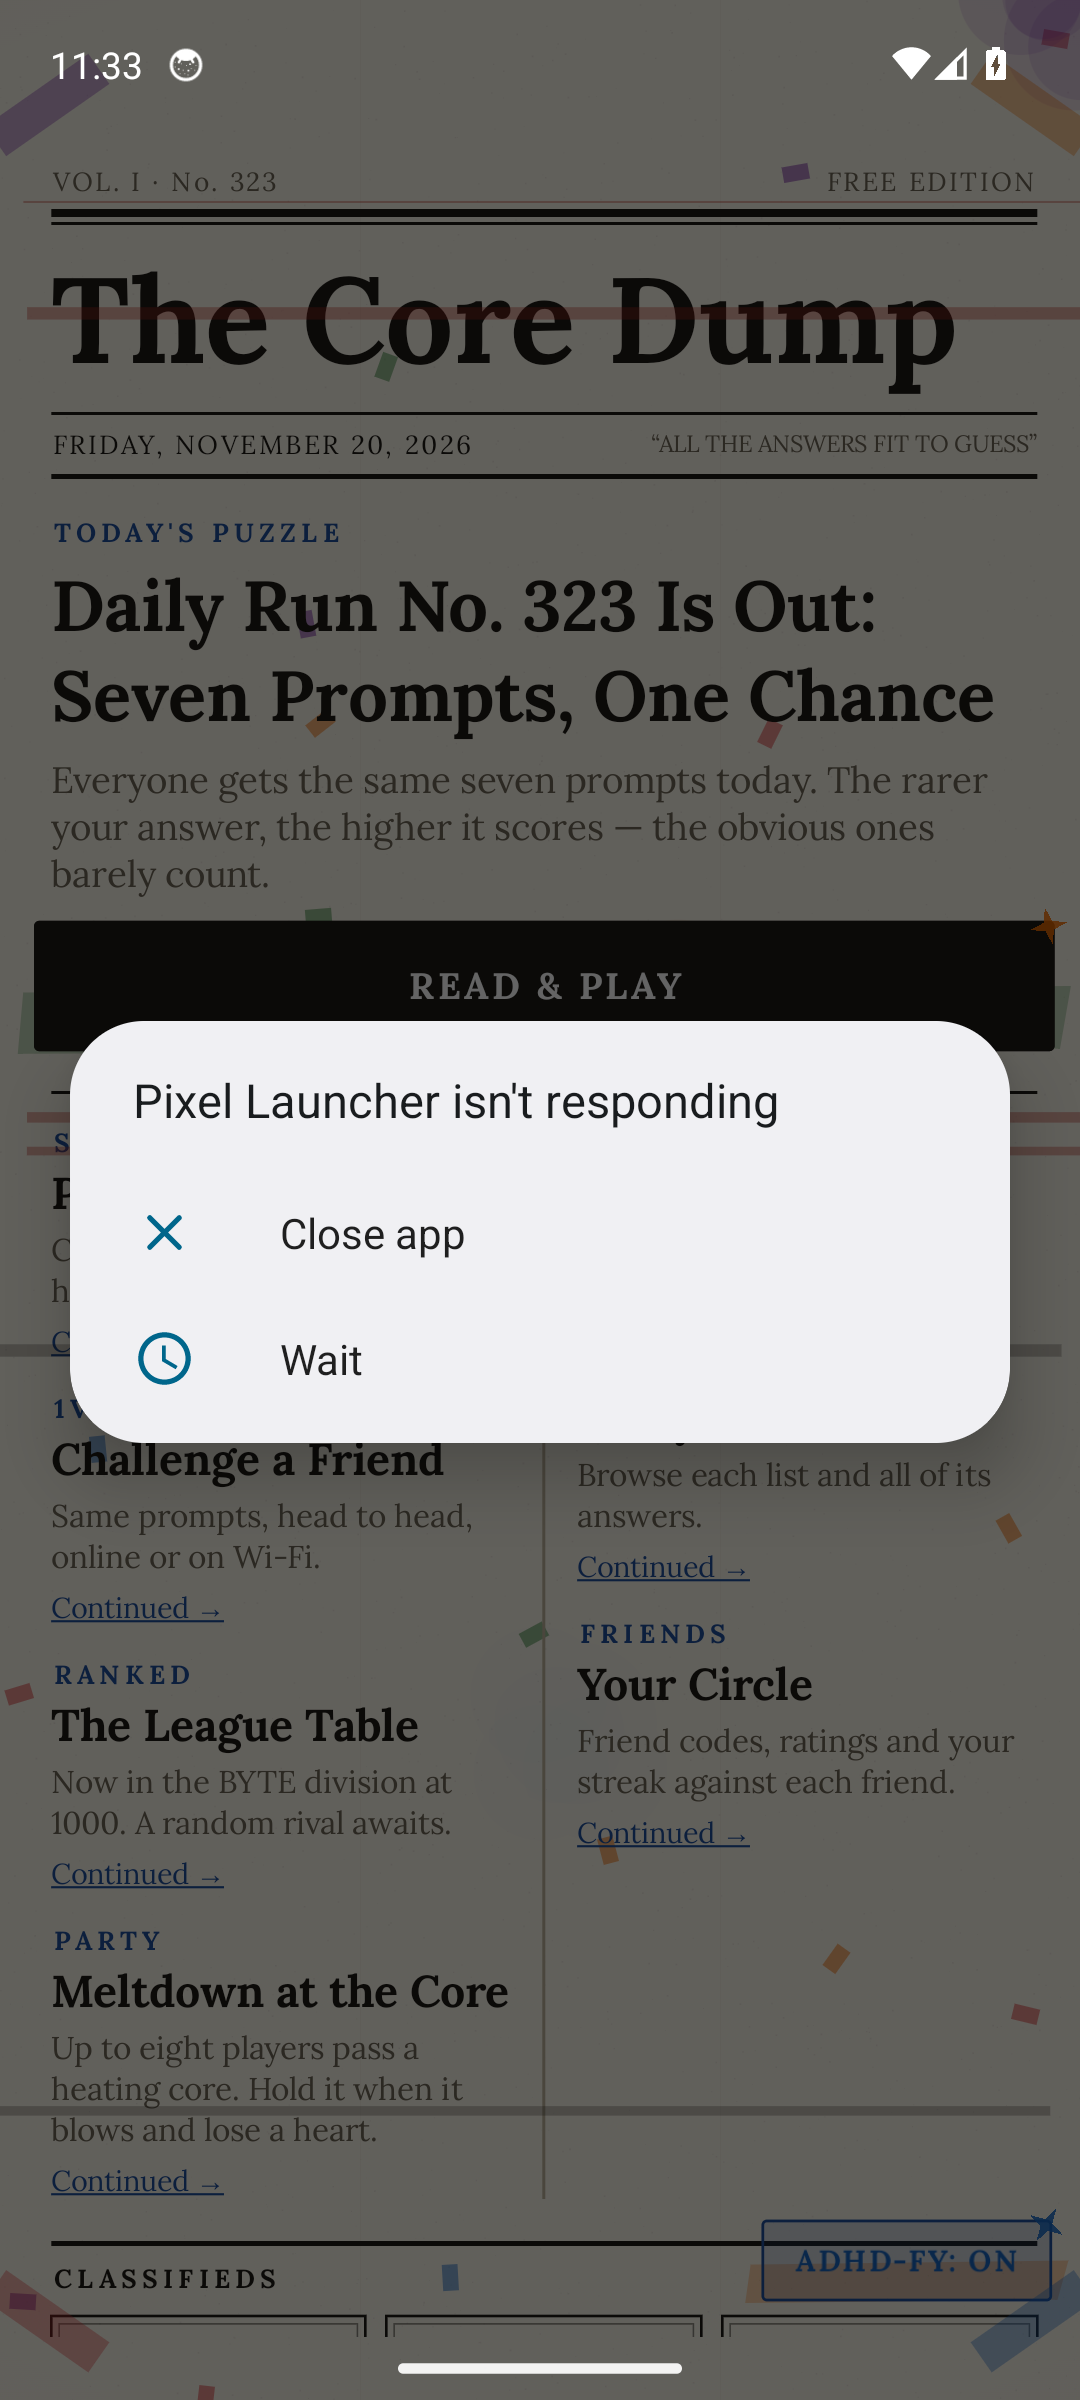 11:33
VOL. I · No. 323
FREE EDITION
The Core Dump
FRIDAY, NOVEMBER 20, 2026
“ALL THE ANSWERS FIT TO GUESS”
TODAY'S PUZZLE
Daily Run No. 323 Is Out:
Seven Prompts, One Chance
Everyone gets the same seven prompts today. The rarer
your answer, the higher it scores — the obvious ones
barely count.
READ & PLAY
Pixel Launcher isn't responding
Close app
Wait
Challenge a Friend
Same prompts, head to head,
online or on Wi-Fi.
Continued →
RANKED
The League Table
Now in the BYTE division at
1000. A random rival awaits.
Continued →
PARTY
Meltdown at the Core
Up to eight players pass a
heating core. Hold it when it
blows and lose a heart.
Continued →
Browse each list and all of its
answers.
Continued →
FRIENDS
Your Circle
Friend codes, ratings and your
streak against each friend.
Continued →
ADHD-FY: ON
CLASSIFIEDS